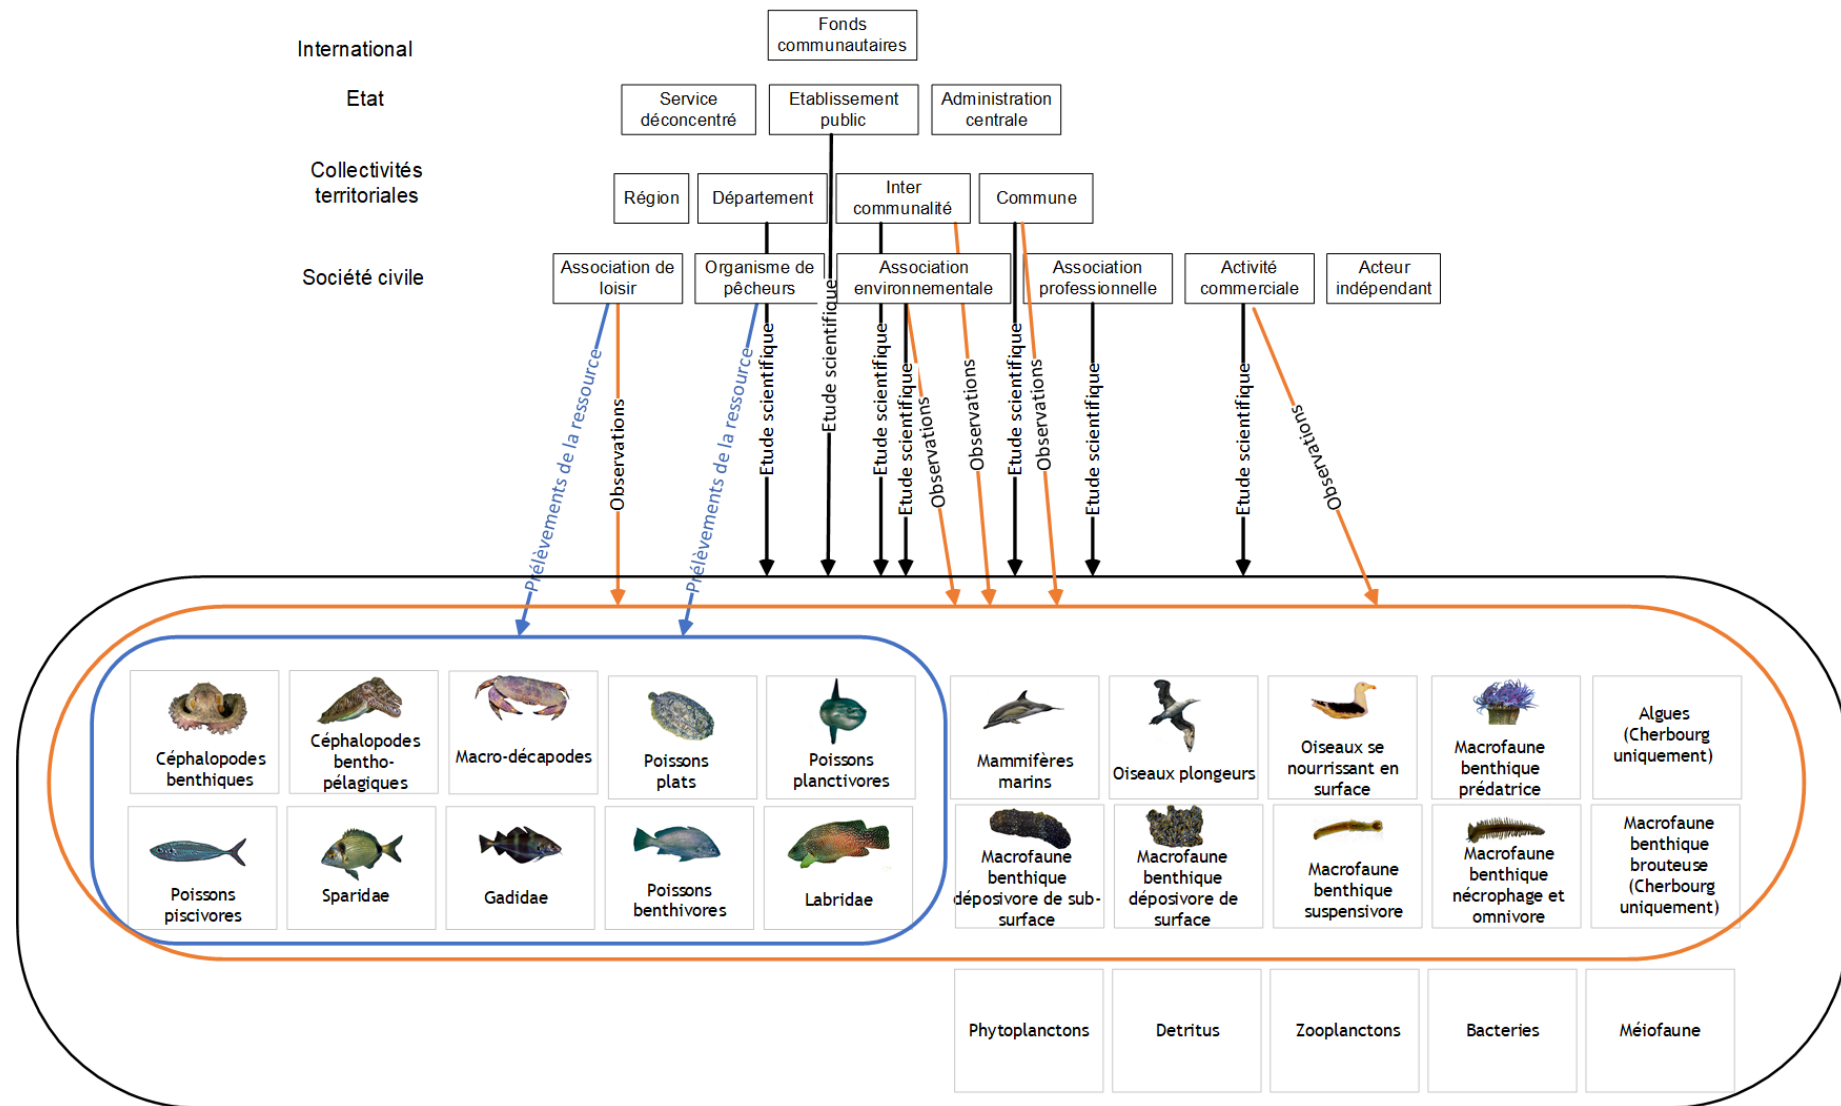 International
Fonds
communautaires
Etat
Service
déconcentré
Etablissement
public
Administration
centrale
Collectivités
territoriales
Région
Département
Inter
communalité
Commune
Société civile
Association de
loisir
Organisme de
pêcheurs
Association
environnementale
Association
professionnelle
Activité
commerciale
Acteur
indépendant
Prélèvements de la ressource
Observations
Prélèvements de la ressource
Etude scientifique
Etude scientifique
Etude scientifique
Etude scientifique
Observations
Observations
Etude scientifique
Observations
Etude scientifique
Etude scientifique
Observations
Céphalopodes
benthiques
Céphalopodes
bentho-
pélagiques
Macro-décapodes
Poissons
plats
Poissons
planctivores
Mammifères
marins
Oiseaux plongeurs
Oiseaux se
nourrissant en
surface
Macrofaune
benthique
prédatrice
Algues
(Cherbourg
uniquement)
Poissons
piscivores
Sparidae
Gadidae
Poissons
benthivores
Labridae
Macrofaune
benthique
déposivore de sub-
surface
Macrofaune
benthique
déposivore de
surface
Macrofaune
benthique
suspensivore
Macrofaune
benthique
nécrophage et
omnivore
Macrofaune
benthique
brouteuse
(Cherbourg
uniquement)
Phytoplanctons
Detritus
Zooplanctons
Bacteries
Méiofaune